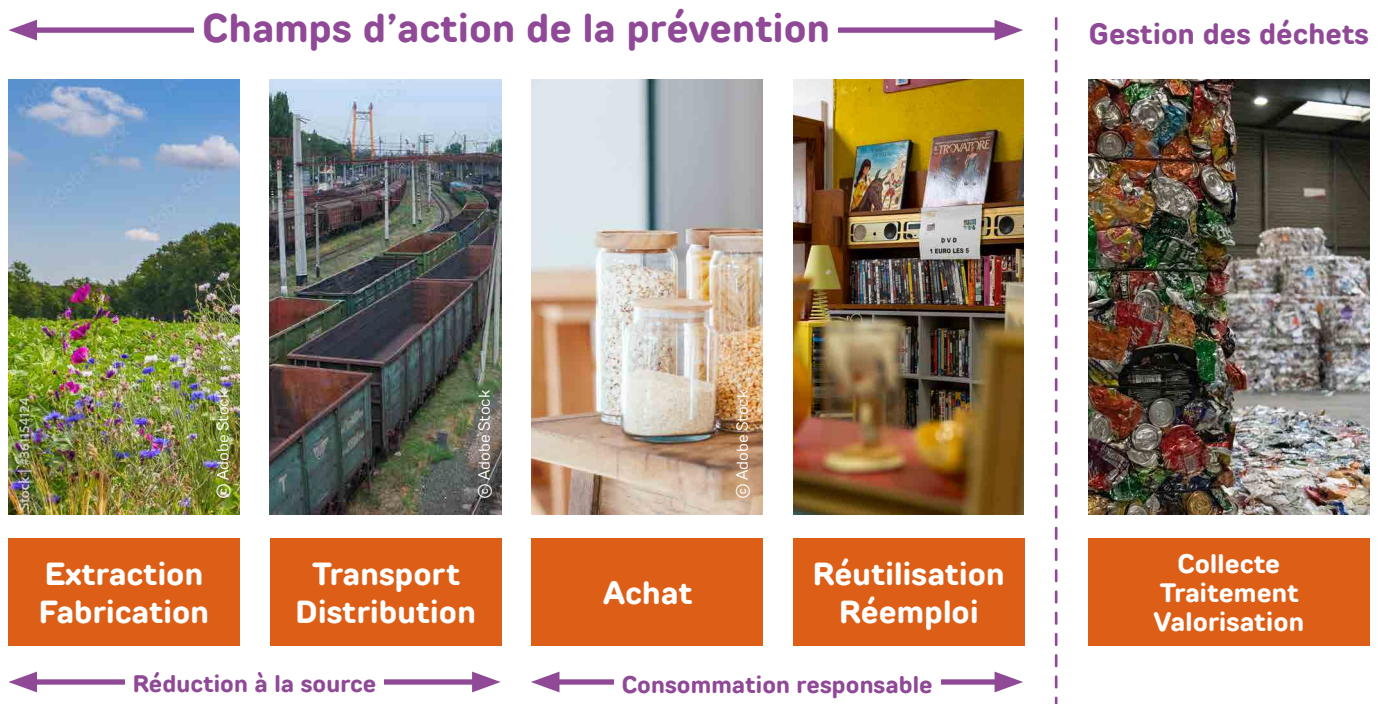 Champs d'action de la prévention
Gestion des déchets
stock | 361154124
© Adobe Stock
© Adobe Stock
© Adobe Stock
TROVATORE
DVD
1 EURO LES 5
Extraction
Fabrication
Transport
Distribution
Achat
Réutilisation
Réemploi
Collecte
Traitement
Valorisation
Réduction à la source
Consommation responsable